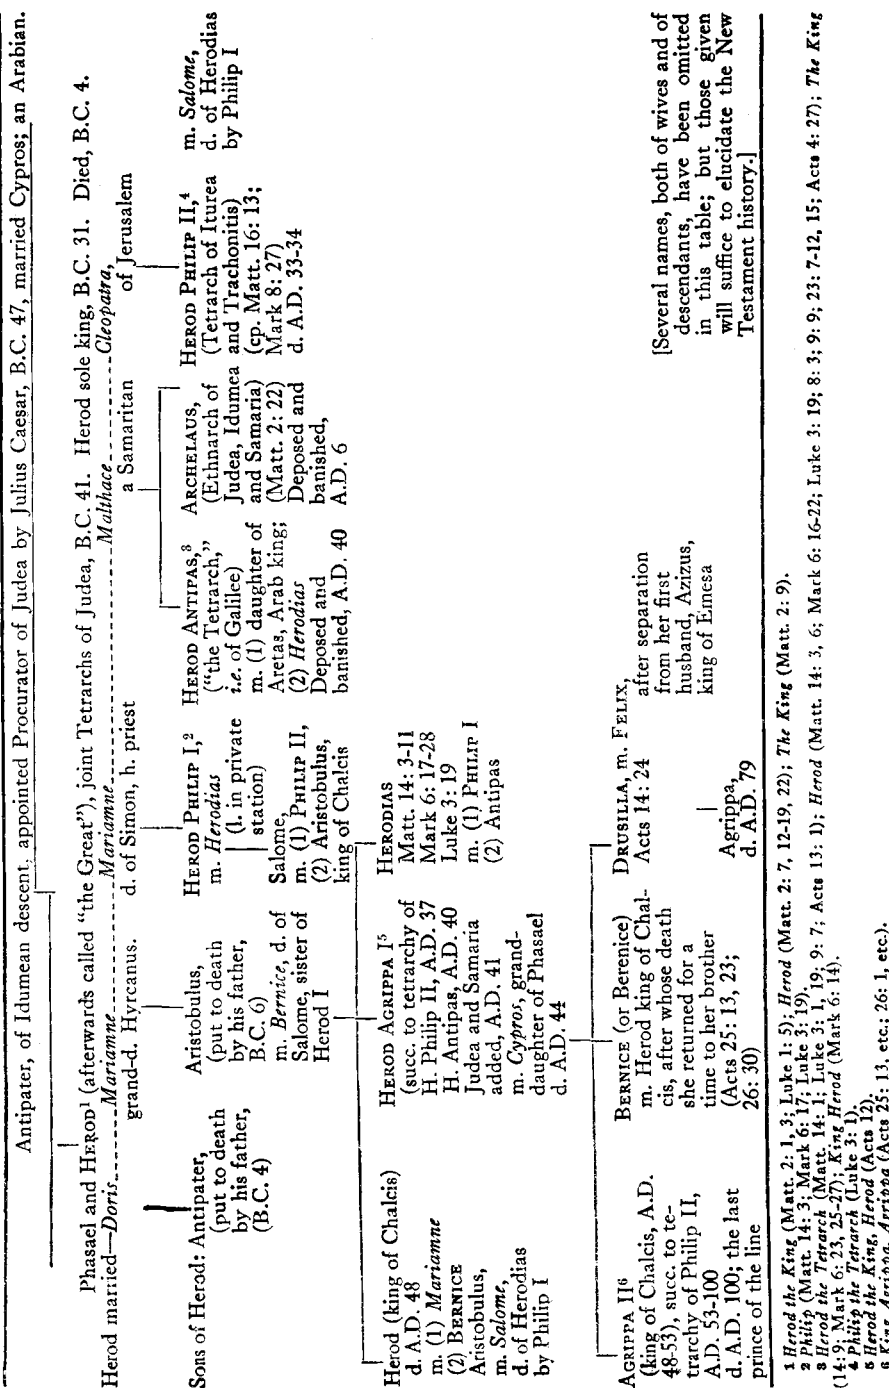 Antipater, of Idumean descent, appointed Procurator of Judea by Julius Caesar, B.C. 47, married Cypros; an Arabian.
Phasael and HEROD¹ (afterwards called “the Great”), joint Tetrarchs of Judea, B.C. 41. Herod sole king, B.C. 31. Died, B.C. 4.
Herod married—Doris------Mariamne------Mariamne------Malthace------Cleopatra,
grand-d. Hyrcanus.
d. of Simon, h. priest
a Samaritan
of Jerusalem
Sons of Herod: Antipater,
(put to death
by his father,
(B.C. 4)
Aristobulus,
(put to death
by his father,
B.C. 6)
m. Bernice, d. of
Salome, sister of
Herod I
HEROD PHILIP I,²
m. Herodias
(l. in private
station)
Salome,
m. (1) PHILIP II,
(2) Aristobulus,
king of Chalcis
HEROD ANTIPAS,³
(“the Tetrarch,”
i.e. of Galilee)
m. (1) daughter of
Aretas, Arab king;
(2) Herodias
Deposed and
banished, A.D. 40
ARCHELAUS,
(Ethnarch of
Judea, Idumea
and Samaria)
(Matt. 2: 22)
Deposed and
banished,
A.D. 6
HEROD PHILIP II,⁴
(Tetrarch of Iturea
and Trachonitis)
(cp. Matt. 16: 13;
Mark 8: 27)
d. A.D. 33-34
m. Salome,
d. of Herodias
by Philip I
Herod (king of Chalcis)
d. A.D. 48
m. (1) Mariamne
(2) BERNICE
Aristobulus,
m. Salome,
d. of Herodias
by Philip I
HEROD AGRIPPA I⁵
(succ. to tetrarchy of
H. Philip II, A.D. 37
H. Antipas, A.D. 40
Judea and Samaria
added, A.D. 41
m. Cypros, grand-
daughter of Phasael
d. A.D. 44
HERODIAS
Matt. 14: 3-11
Mark 6: 17-28
Luke 3: 19
m. (1) PHILIP I
(2) Antipas
AGRIPPA II⁶
(king of Chalcis, A.D.
48-53), succ. to te-
trarchy of Philip II,
A.D. 53-100
d. A.D. 100; the last
prince of the line
BERNICE (or Berenice)
m. Herod king of Chal-
cis, after whose death
she returned for a
time to her brother
(Acts 25: 13, 23;
26: 30)
DRUSILLA, m. FELIX,
Acts 14: 24
after separation
from her first
husband, Azizus,
king of Emesa
Agrippa,
d. A.D. 79
[Several names, both of wives and of
descendants, have been omitted
in this table; but those given
will suffice to elucidate the New
Testament history.]
1 Herod the King (Matt. 2: 1, 3; Luke 1: 5); Herod (Matt. 2: 7, 12-19, 22); The King (Matt. 2: 9).
2 Philip (Matt. 14: 3; Mark 6: 17; Luke 3: 19).
3 Herod the Tetrarch (Matt. 14: 1; Luke 3: 1, 19; 9: 7; Acts 13: 1); Herod (Matt. 14: 3, 6; Mark 6: 16-22; Luke 3: 19; 8: 3; 9: 9; 23: 7-12, 15; Acts 4: 27); The King
(14: 9; Mark 6: 23, 25-27); King Herod (Mark 6: 14).
4 Philip the Tetrarch (Luke 3: 1).
5 Herod the King, Herod (Acts 12).
6 King Agrippa, Agrippa (Acts 25: 13, etc.; 26: 1, etc.).